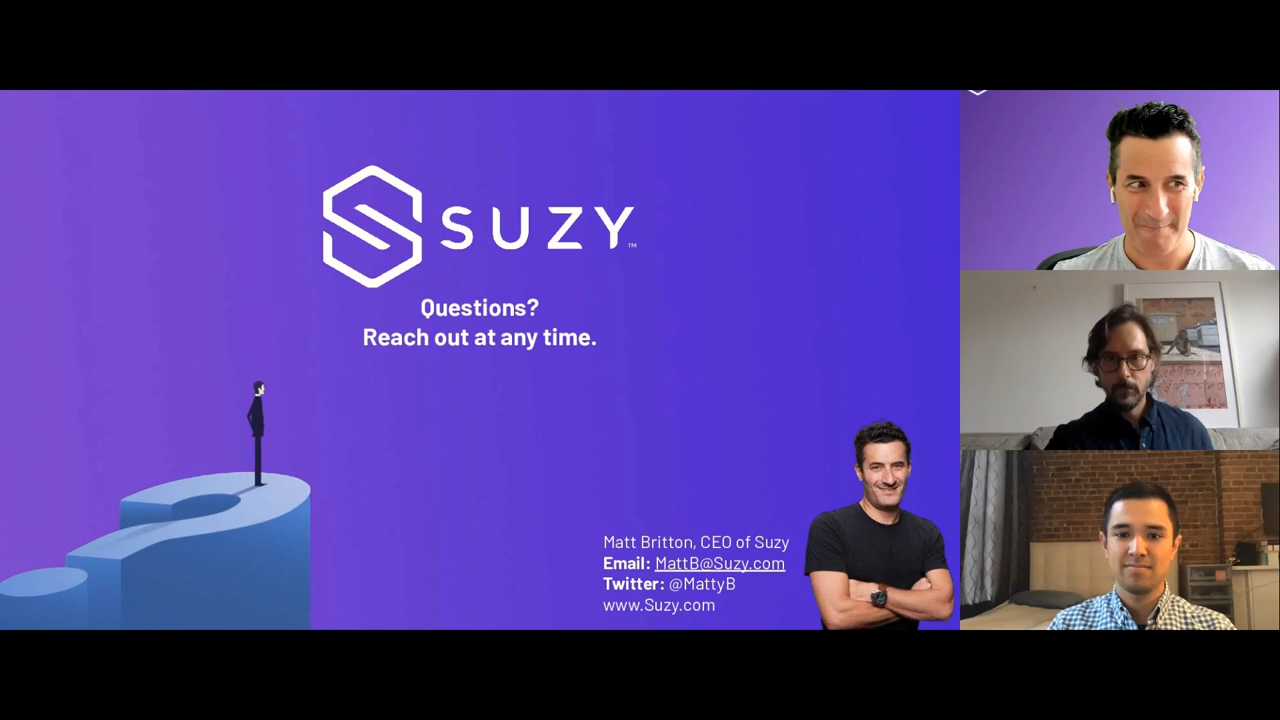 SUZY™
Questions?
Reach out at any time.
Matt Britton, CEO of Suzy
Email: MattB@Suzy.com
Twitter: @MattyB
www.Suzy.com